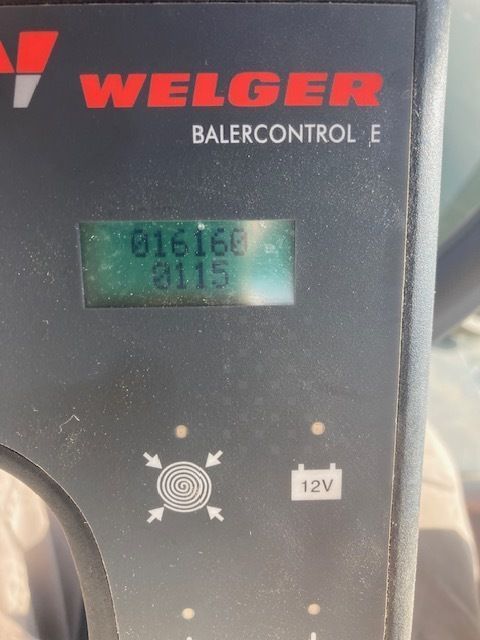 WELGER
BALERCONTROL E
016160
0115
12V